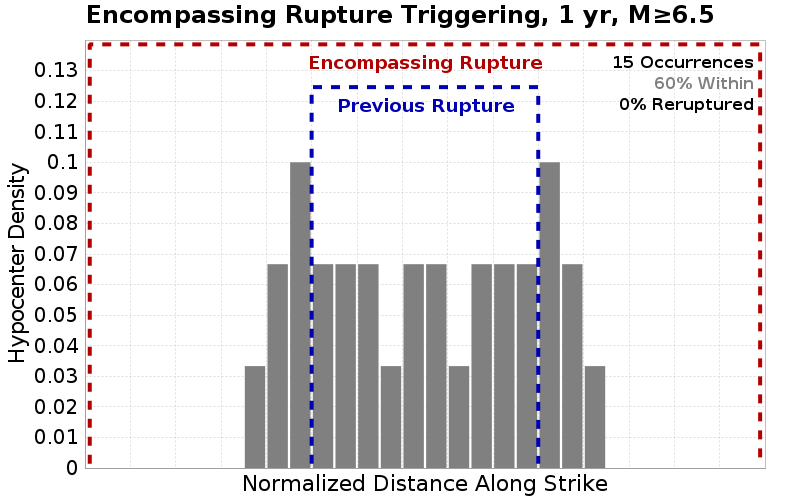 Encompassing Rupture Triggering, 1 yr, M≥6.5
Encompassing Rupture
15 Occurrences
60% Within
0% Reruptured
Previous Rupture
Hypocenter Density
0.13
0.12
0.11
0.1
0.09
0.08
0.07
0.06
0.05
0.04
0.03
0.02
0.01
0
Normalized Distance Along Strike